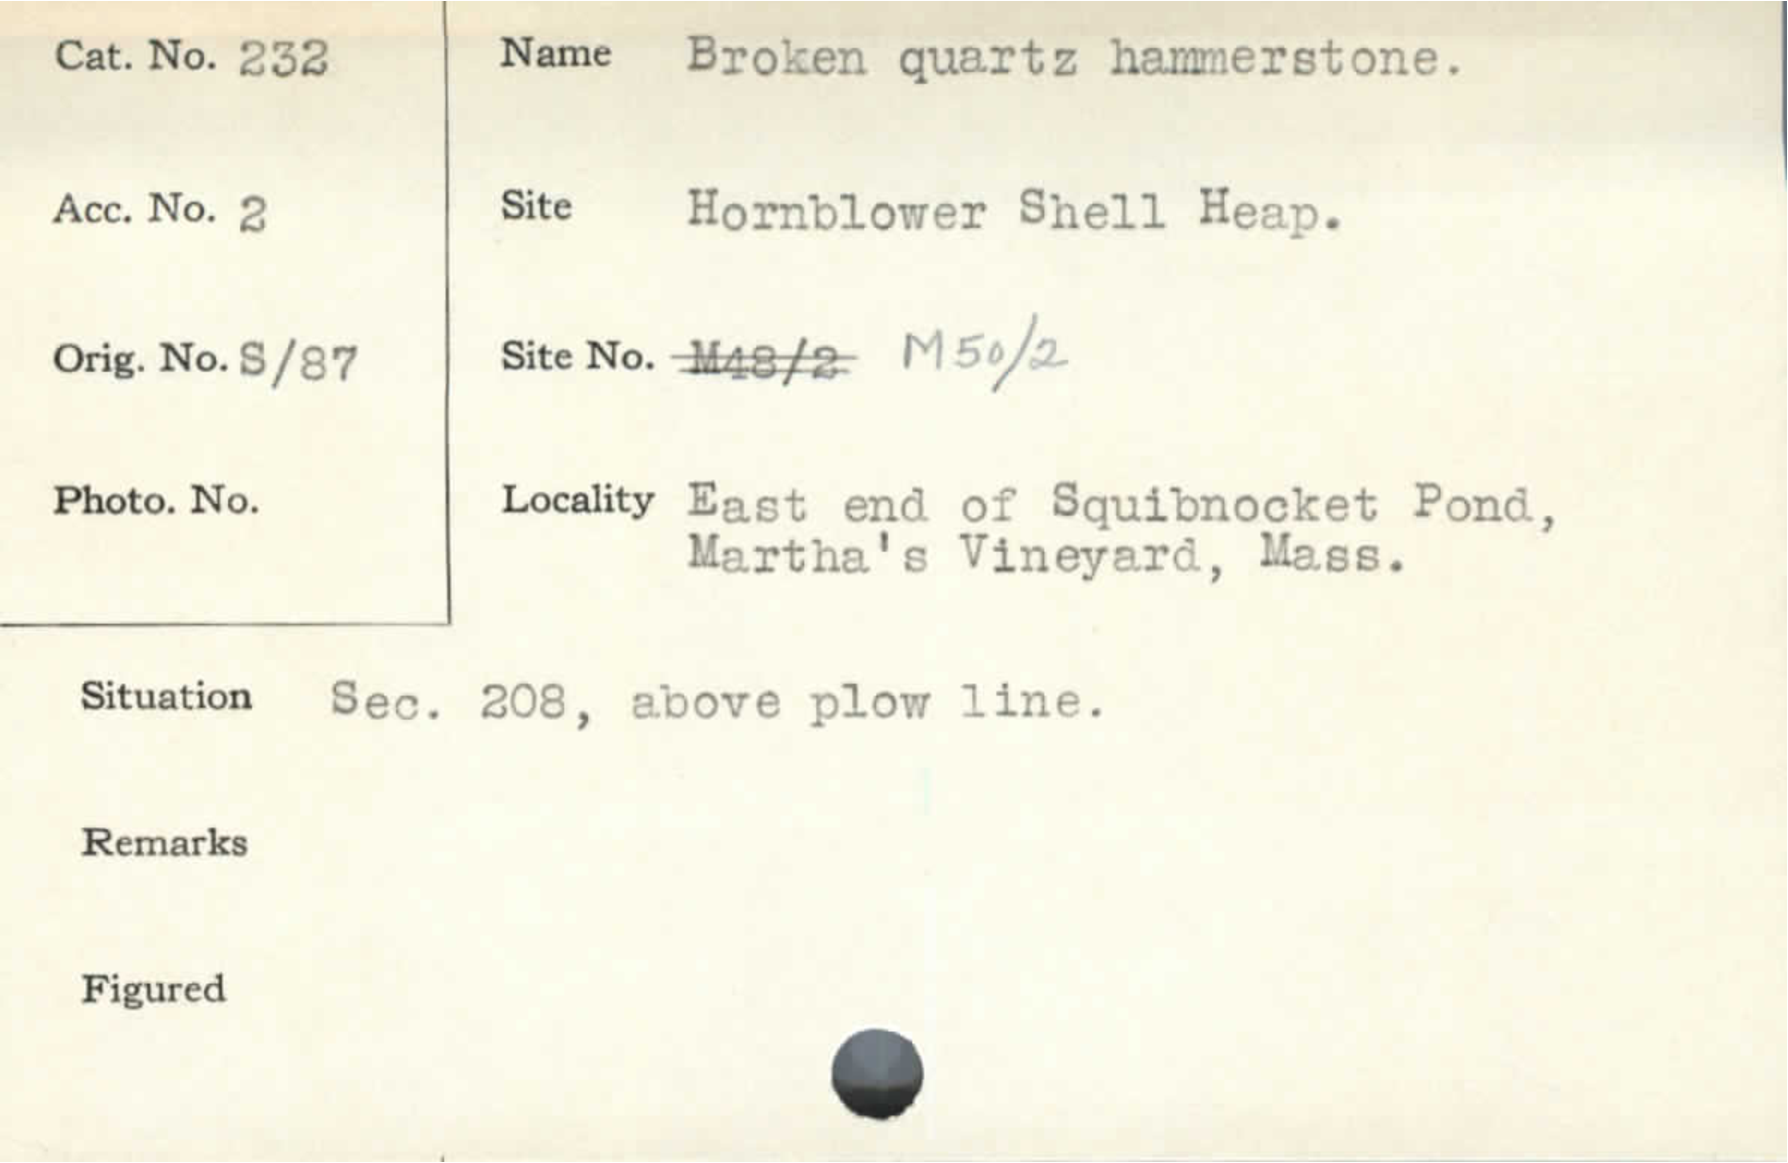 Cat. No. 232
Name Broken quartz hammerstone.
Acc. No. 2
Site Hornblower Shell Heap.
Orig. No. S/87
Site No. M48/2 M50/2
Photo. No.
Locality East end of Squibnocket Pond,
Martha's Vineyard, Mass.
Situation Sec. 208, above plow line.
Remarks
Figured